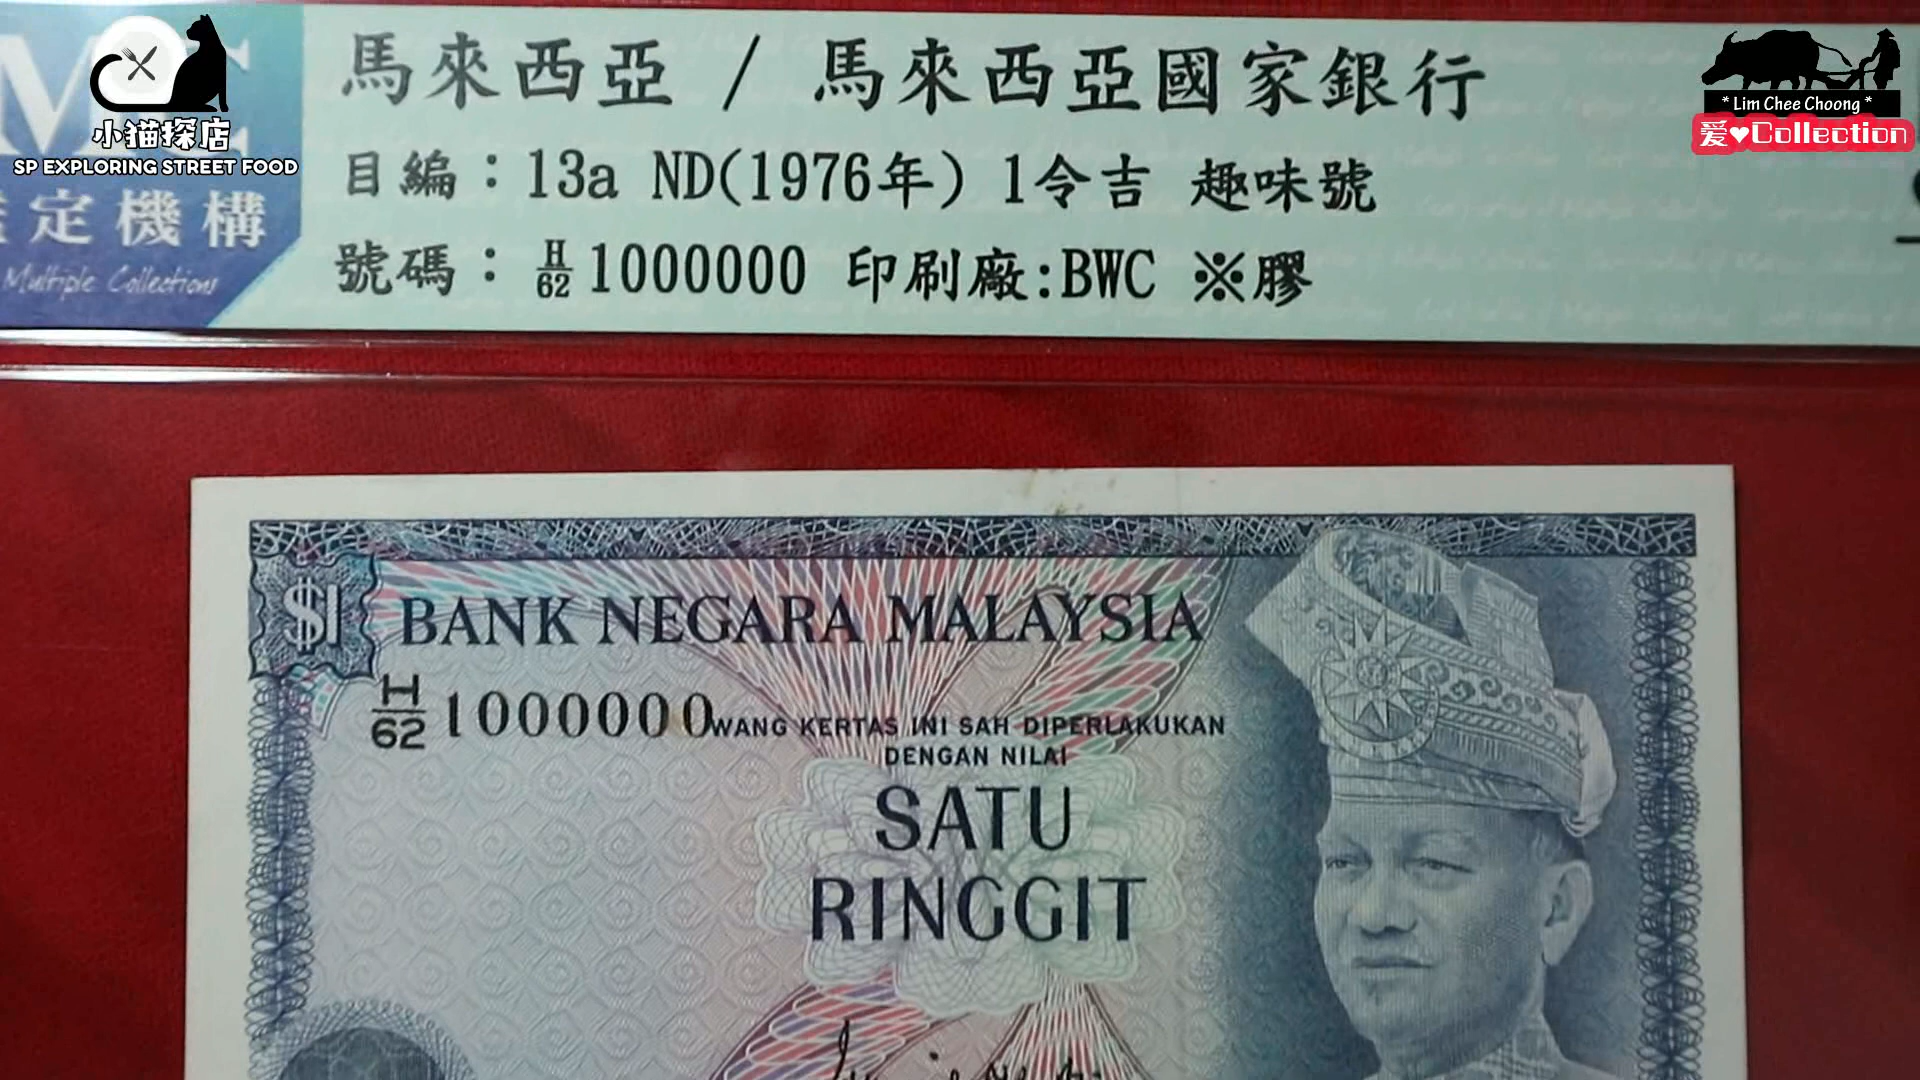 小猫探店
SP EXPLORING STREET FOOD
定機構
Multiple Collections
馬來西亞 / 馬來西亞國家銀行
目編：13a ND(1976年) 1令吉 趣味號
號碼：H/62 1000000 印刷廠:BWC ※膠
* Lim Chee Choong *
爱♥Collection
$1
BANK NEGARA MALAYSIA
H/62 1000000
WANG KERTAS INI SAH DIPERLAKUKAN
DENGAN NILAI
SATU
RINGGIT